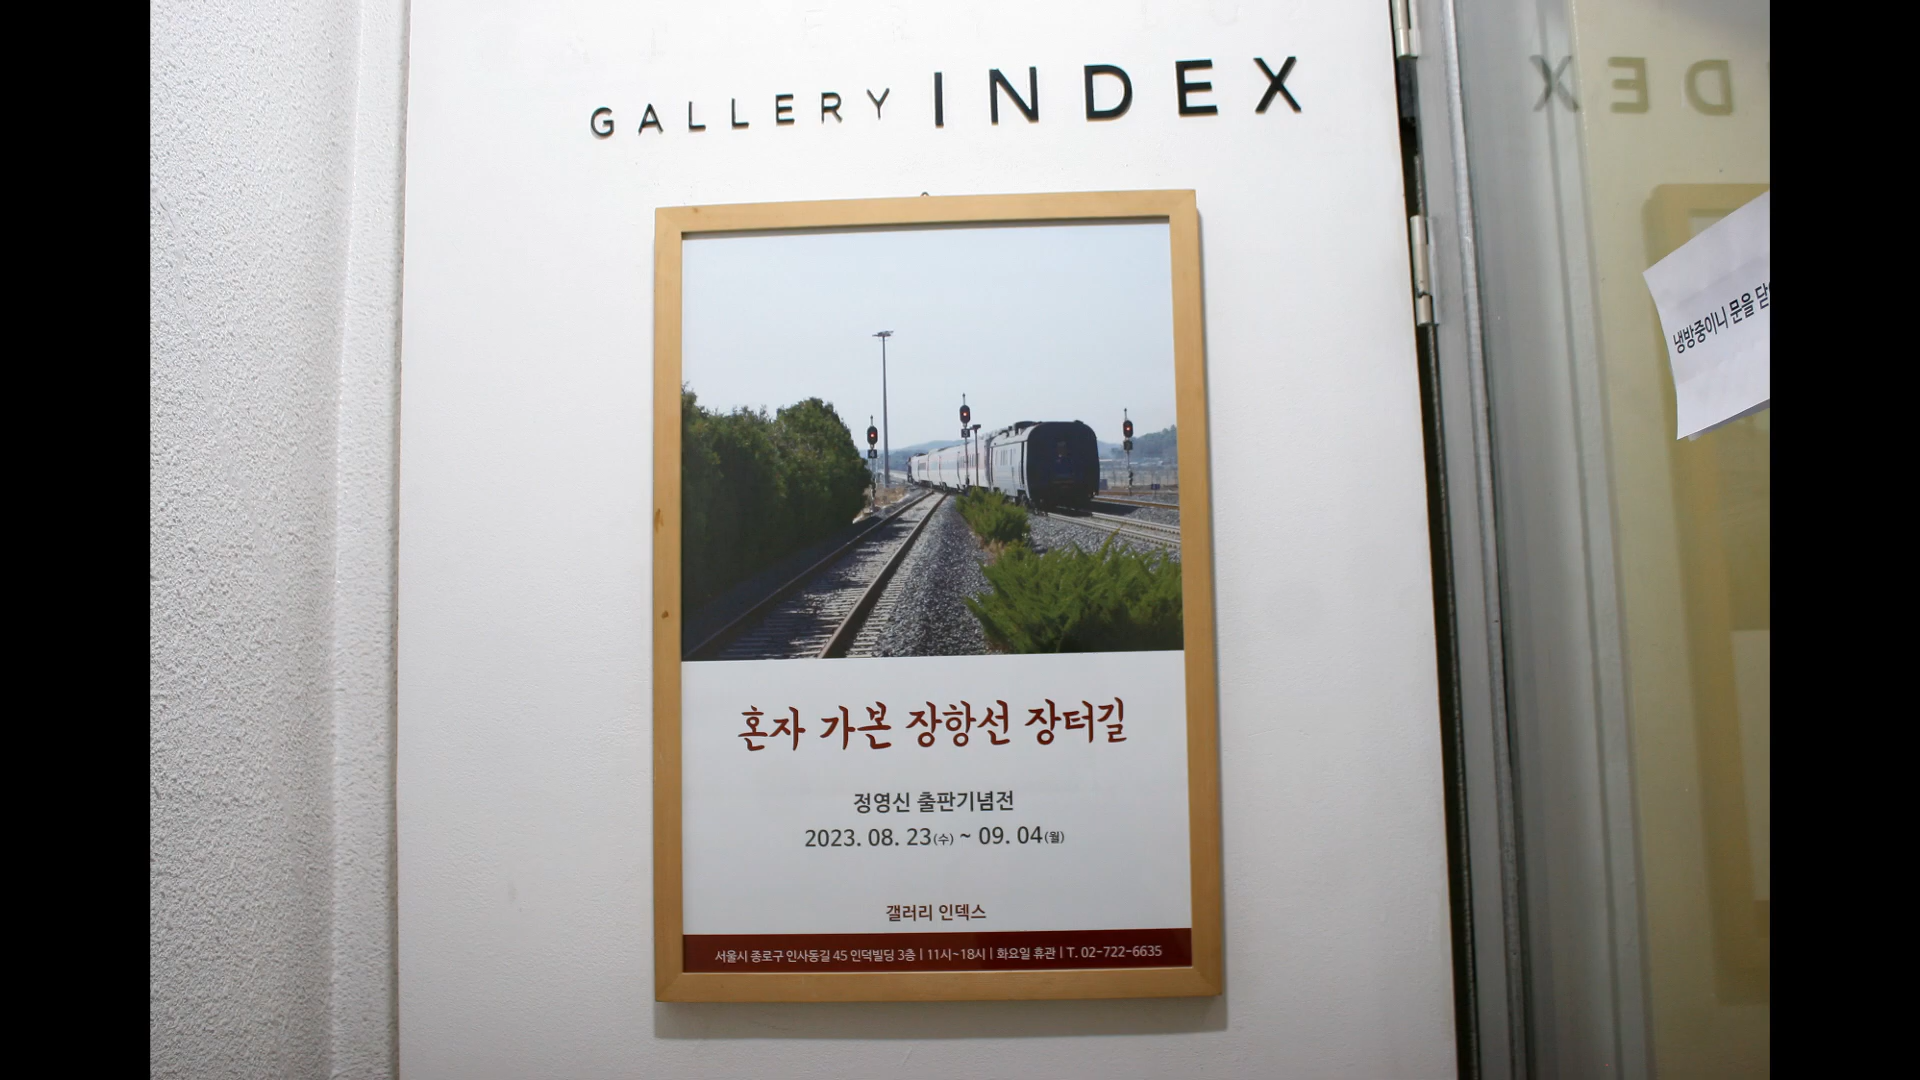 GALLERY INDEX
혼자 가본 장항선 장터길
정영신 출판기념전
2023. 08. 23(수) ~ 09. 04(월)
갤러리 인덱스
서울시 종로구 인사동길 45 인덕빌딩 3층 | 11시~18시 | 화요일 휴관 | T. 02-722-6635
냉방중이니 문을